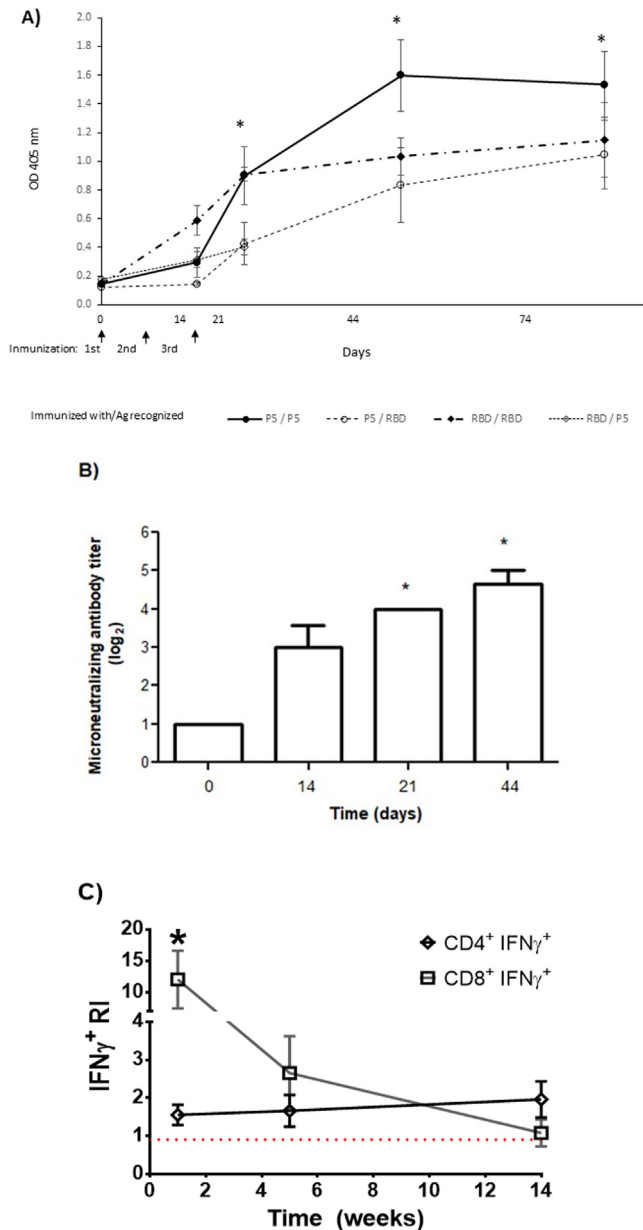 A)
2.0
1.8
1.6
1.4
1.2
1.0
0.8
0.6
0.4
0.2
0.0
OD 405 nm
*
*
*
0 14 21 44 74
Inmunization: 1st 2nd 3rd
Days
Immunized with/Ag recognized P5 / P5 P5 / RBD RBD / RBD RBD / P5
B)
6
5
4
3
2
1
0
Microneutralizing antibody titer
(log₂)
*
*
0 14 21 44
Time (days)
C)
20
15
10
4
3
2
1
0
IFNγ⁺ RI
*
CD4⁺ IFNγ⁺
CD8⁺ IFNγ⁺
0 2 4 6 8 10 12 14
Time (weeks)